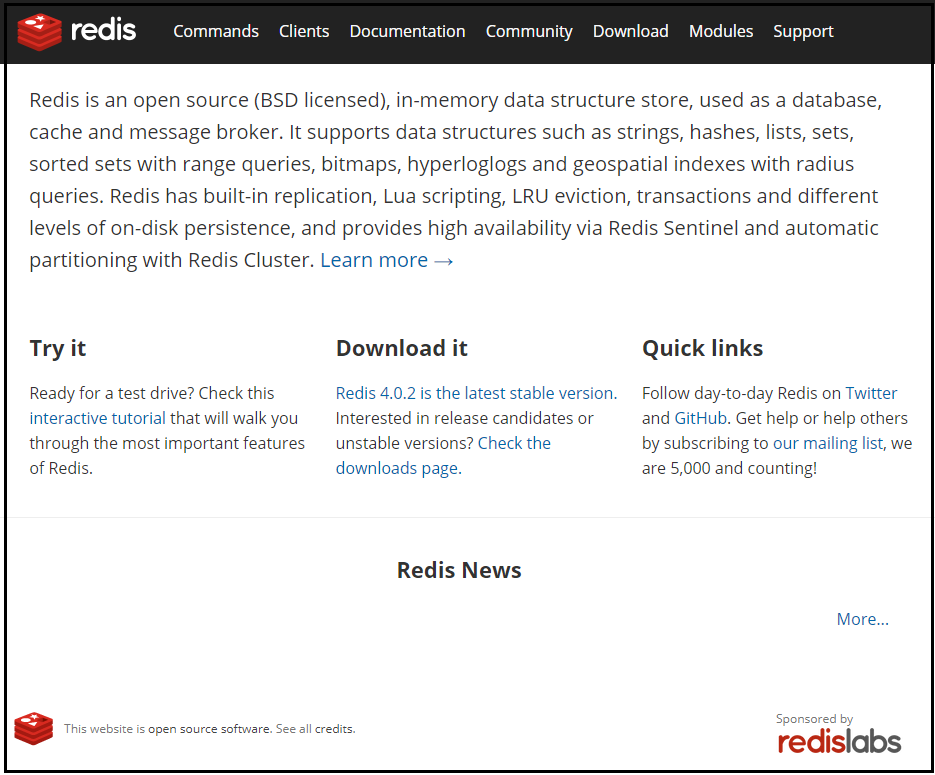 redis Commands Clients Documentation Community Download Modules Support
Redis is an open source (BSD licensed), in-memory data structure store, used as a database,
cache and message broker. It supports data structures such as strings, hashes, lists, sets,
sorted sets with range queries, bitmaps, hyperloglogs and geospatial indexes with radius
queries. Redis has built-in replication, Lua scripting, LRU eviction, transactions and different
levels of on-disk persistence, and provides high availability via Redis Sentinel and automatic
partitioning with Redis Cluster. Learn more →
Try it
Ready for a test drive? Check this
interactive tutorial that will walk you
through the most important features
of Redis.
Download it
Redis 4.0.2 is the latest stable version.
Interested in release candidates or
unstable versions? Check the
downloads page.
Quick links
Follow day-to-day Redis on Twitter
and GitHub. Get help or help others
by subscribing to our mailing list, we
are 5,000 and counting!
Redis News
More...
This website is open source software. See all credits.
Sponsored by
redislabs